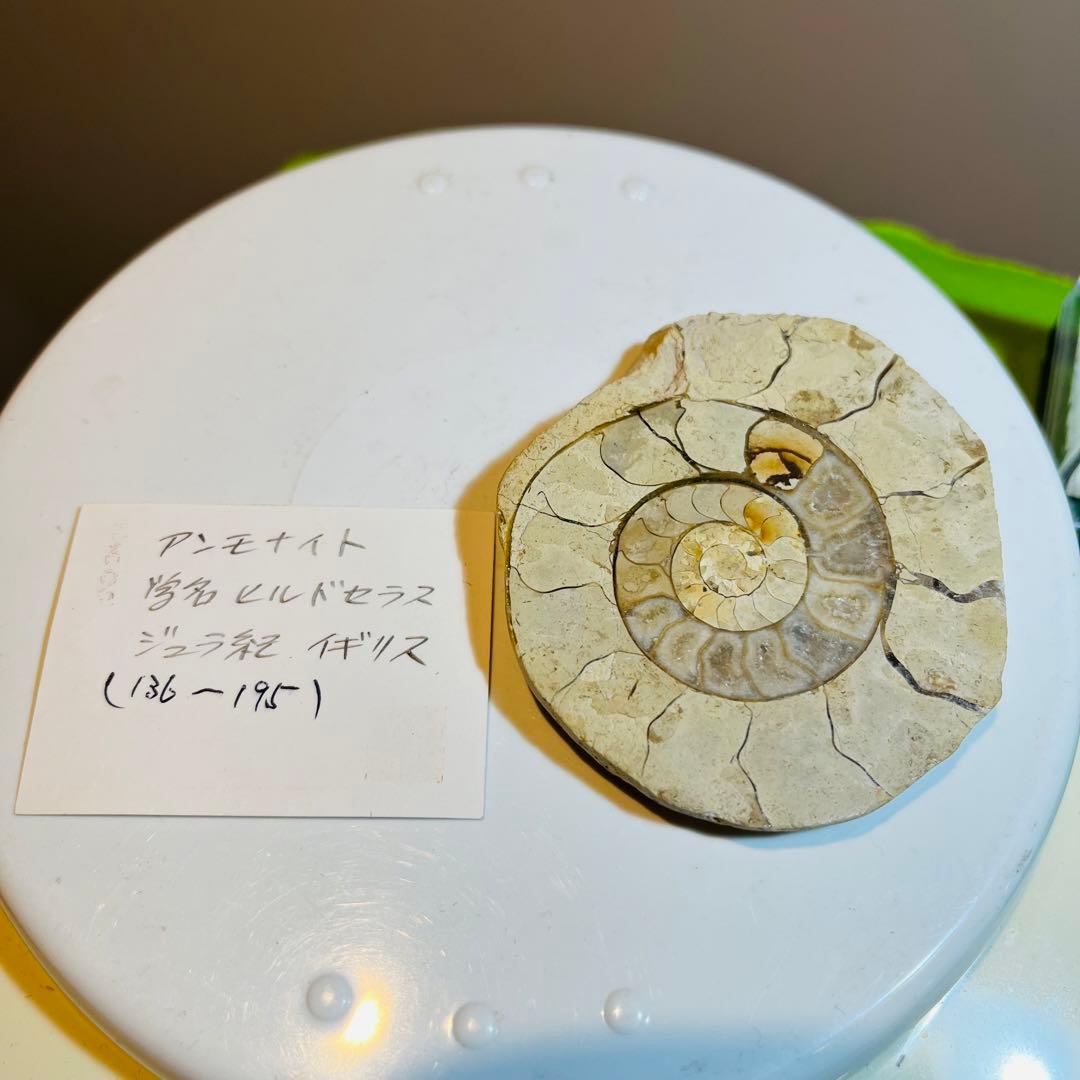 アンモナイト
学名 ヒルドセラス
ジュラ紀 イギリス
(136-195)